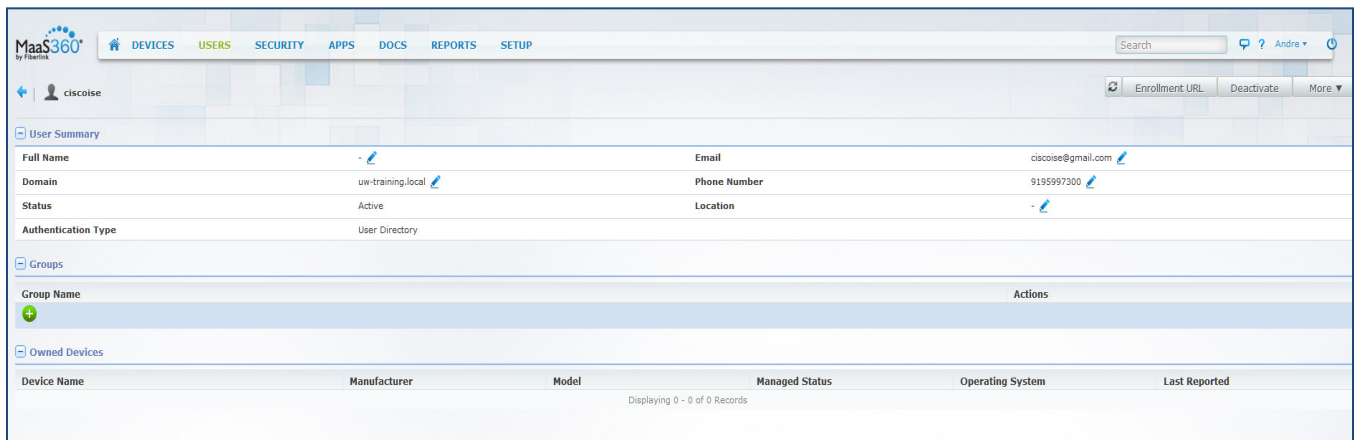 MaaS360
by Fiberlink
DEVICES USERS SECURITY APPS DOCS REPORTS SETUP
Search ? Andre
ciscoise
Enrollment URL Deactivate More ▼
User Summary
Full Name - Email ciscoise@gmail.com
Domain uw-training.local Phone Number 9195997300
Status Active Location -
Authentication Type User Directory
Groups
Group Name Actions
Owned Devices
Device Name Manufacturer Model Managed Status Operating System Last Reported
Displaying 0 - 0 of 0 Records